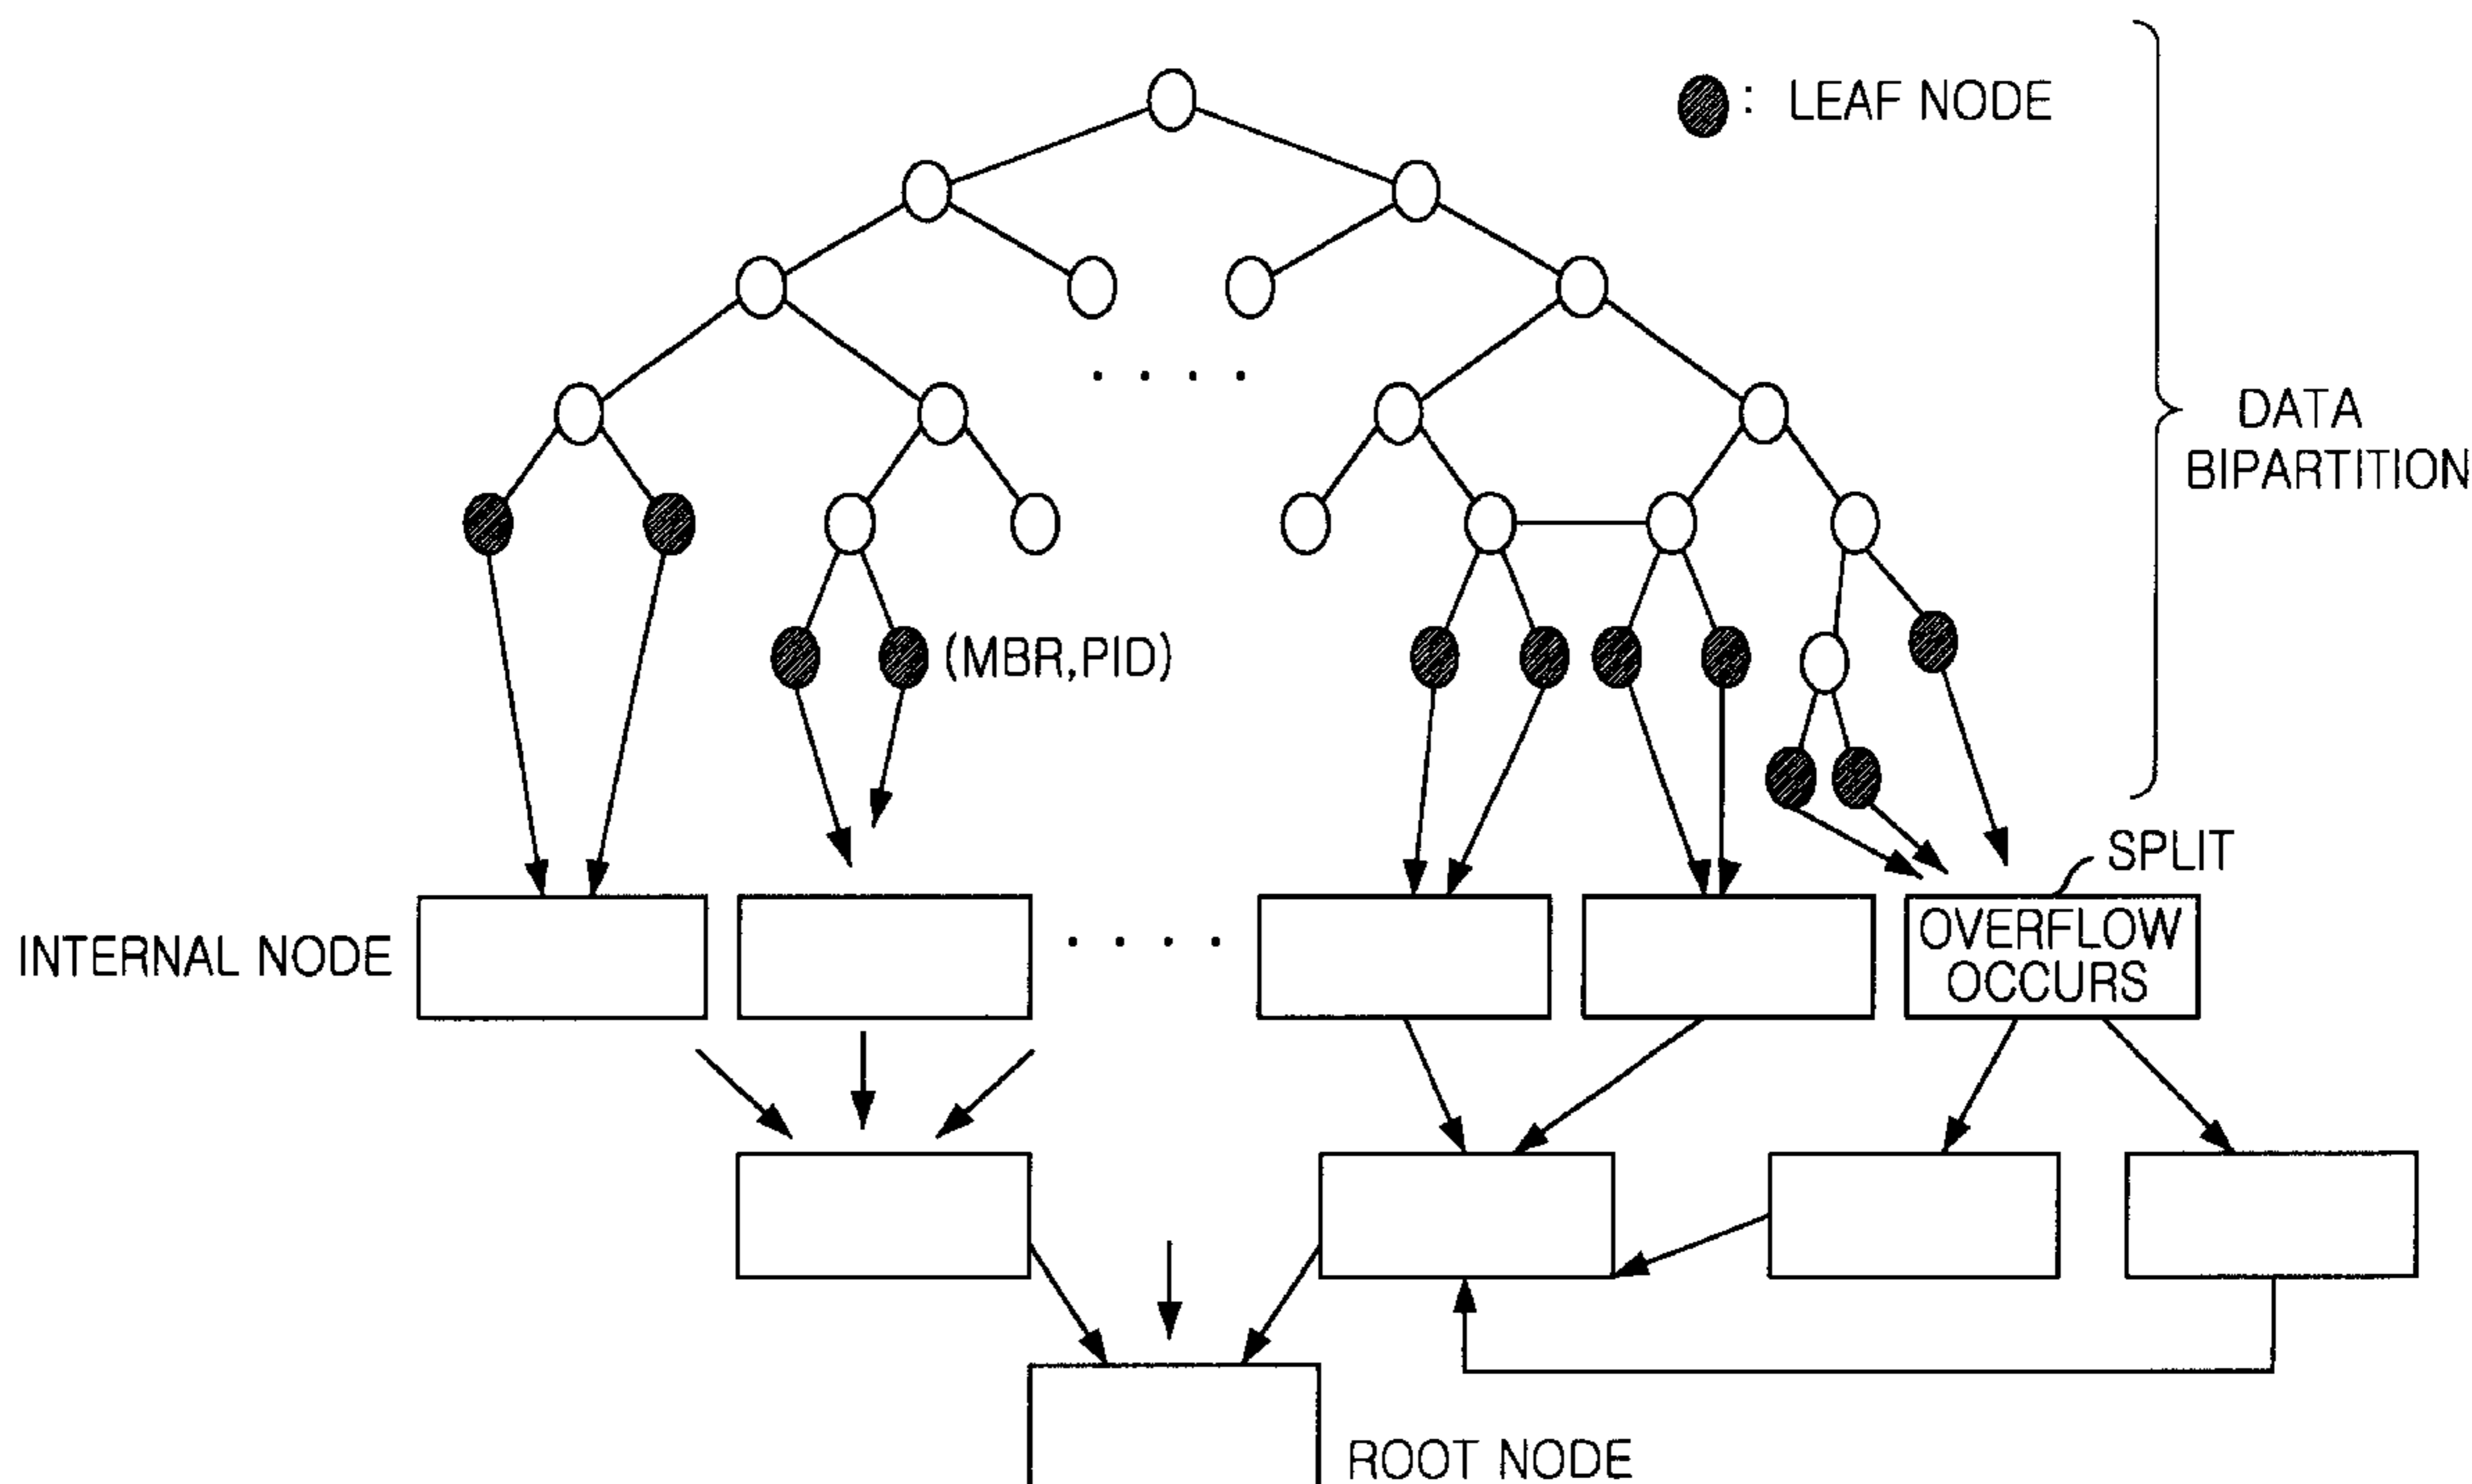 : LEAF NODE
DATA
BIPARTITION
(MBR,PID)
SPLIT
INTERNAL NODE
OVERFLOW
OCCURS
ROOT NODE